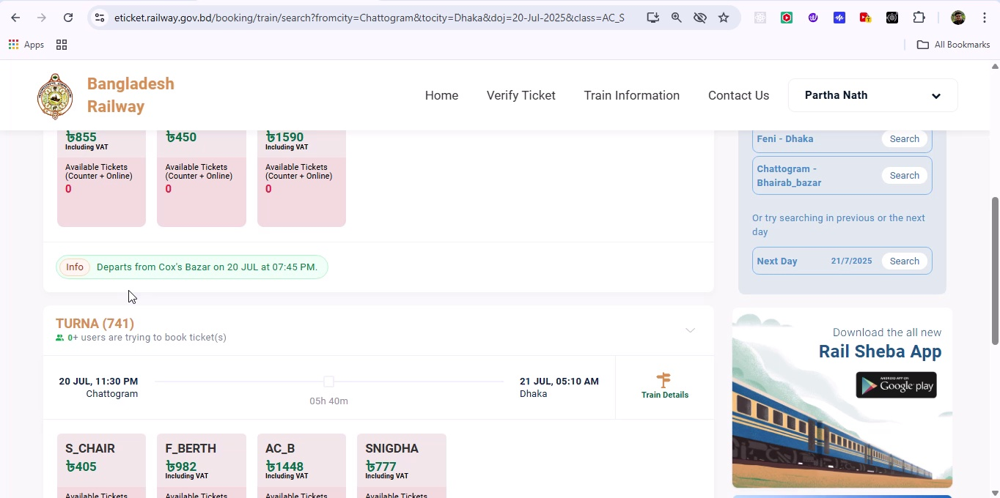 eticket.railway.gov.bd/booking/train/search?fromcity=Chattogram&tocity=Dhaka&doj=20-Jul-2025&class=AC_S
Apps
All Bookmarks
Bangladesh
Railway
Home
Verify Ticket
Train Information
Contact Us
Partha Nath
৳855
Including VAT
Available Tickets
(Counter + Online)
0
৳450
Available Tickets
(Counter + Online)
0
৳1590
Including VAT
Available Tickets
(Counter + Online)
0
Info
Departs from Cox's Bazar on 20 JUL at 07:45 PM.
TURNA (741)
0+ users are trying to book ticket(s)
20 JUL, 11:30 PM
Chattogram
05h 40m
21 JUL, 05:10 AM
Dhaka
Train Details
S_CHAIR
৳405
Available Tickets
F_BERTH
৳982
Including VAT
Available Tickets
AC_B
৳1448
Including VAT
Available Tickets
SNIGDHA
৳777
Including VAT
Available Tickets
Feni - Dhaka
Search
Chattogram -
Bhairab_bazar
Search
Or try searching in previous or the next
day
Next Day
21/7/2025
Search
Download the all new
Rail Sheba App
ANDROID APP ON
Google play